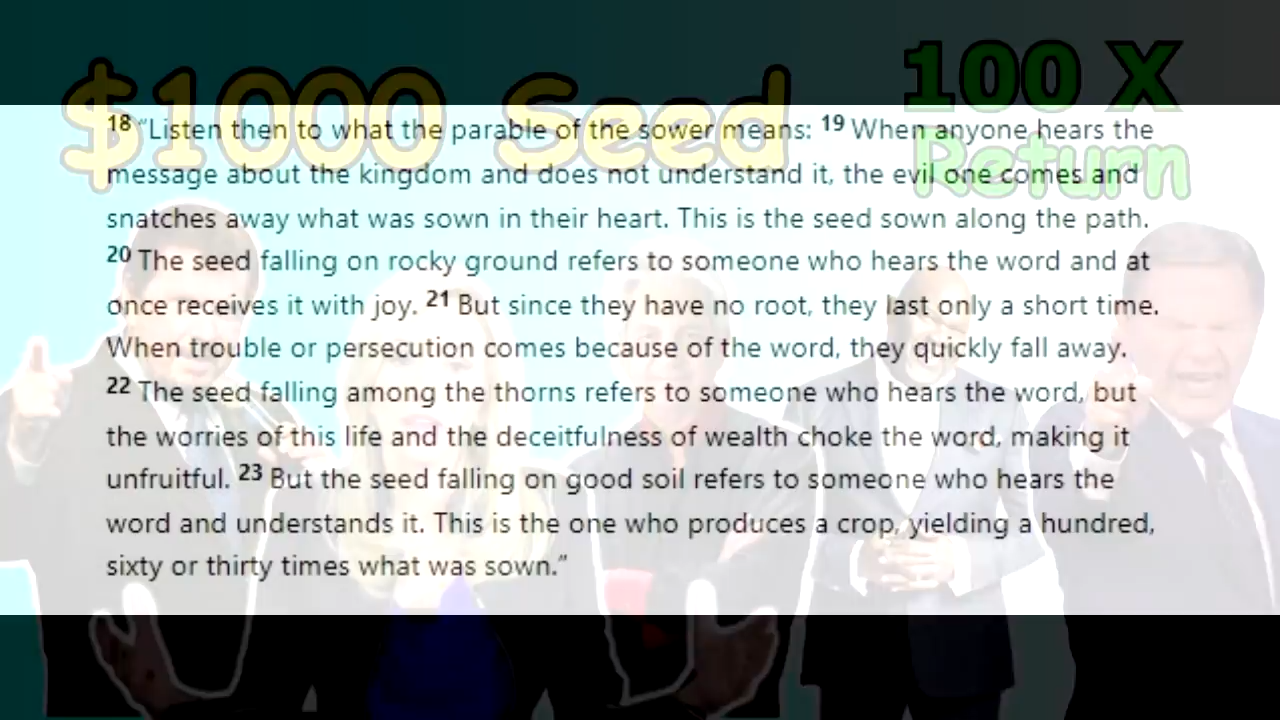 $1000 Seed
100 X
Return
18 “Listen then to what the parable of the sower means: 19 When anyone hears the
message about the kingdom and does not understand it, the evil one comes and
snatches away what was sown in their heart. This is the seed sown along the path.
20 The seed falling on rocky ground refers to someone who hears the word and at
once receives it with joy. 21 But since they have no root, they last only a short time.
When trouble or persecution comes because of the word, they quickly fall away.
22 The seed falling among the thorns refers to someone who hears the word, but
the worries of this life and the deceitfulness of wealth choke the word, making it
unfruitful. 23 But the seed falling on good soil refers to someone who hears the
word and understands it. This is the one who produces a crop, yielding a hundred,
sixty or thirty times what was sown.”